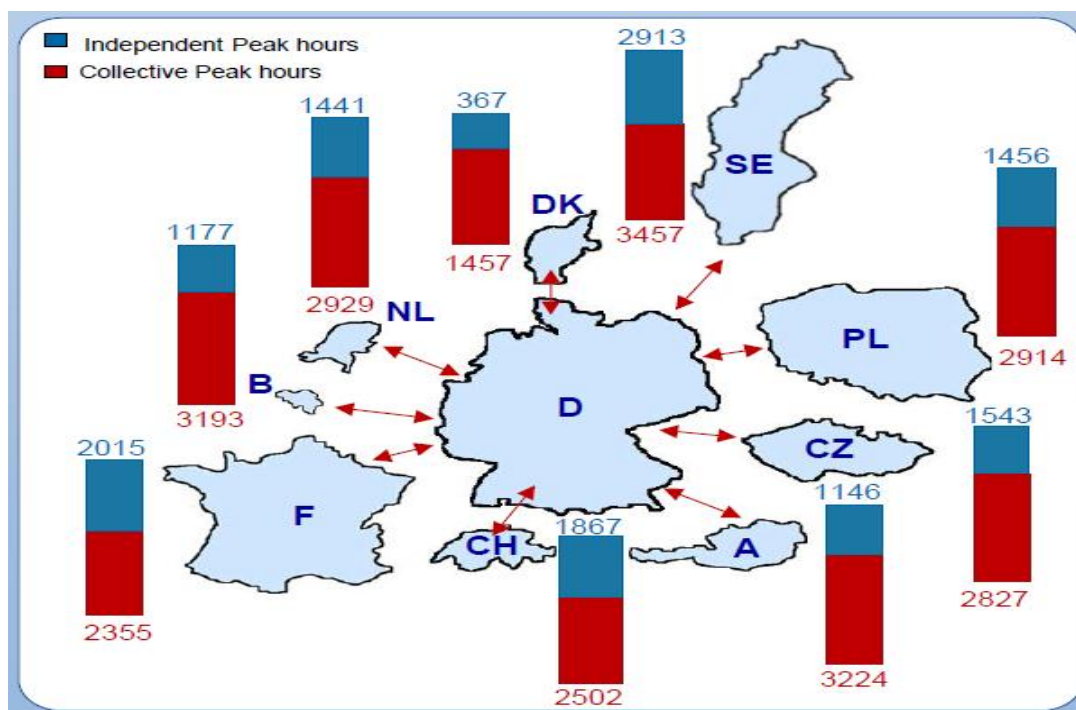 Independent Peak hours
Collective Peak hours
2913
1441
367
SE
1456
DK
1177
3457
1457
2929
NL
PL
2914
B
3193
D
1543
2015
CZ
1146
F
1867
CH
A
2827
2355
3224
2502